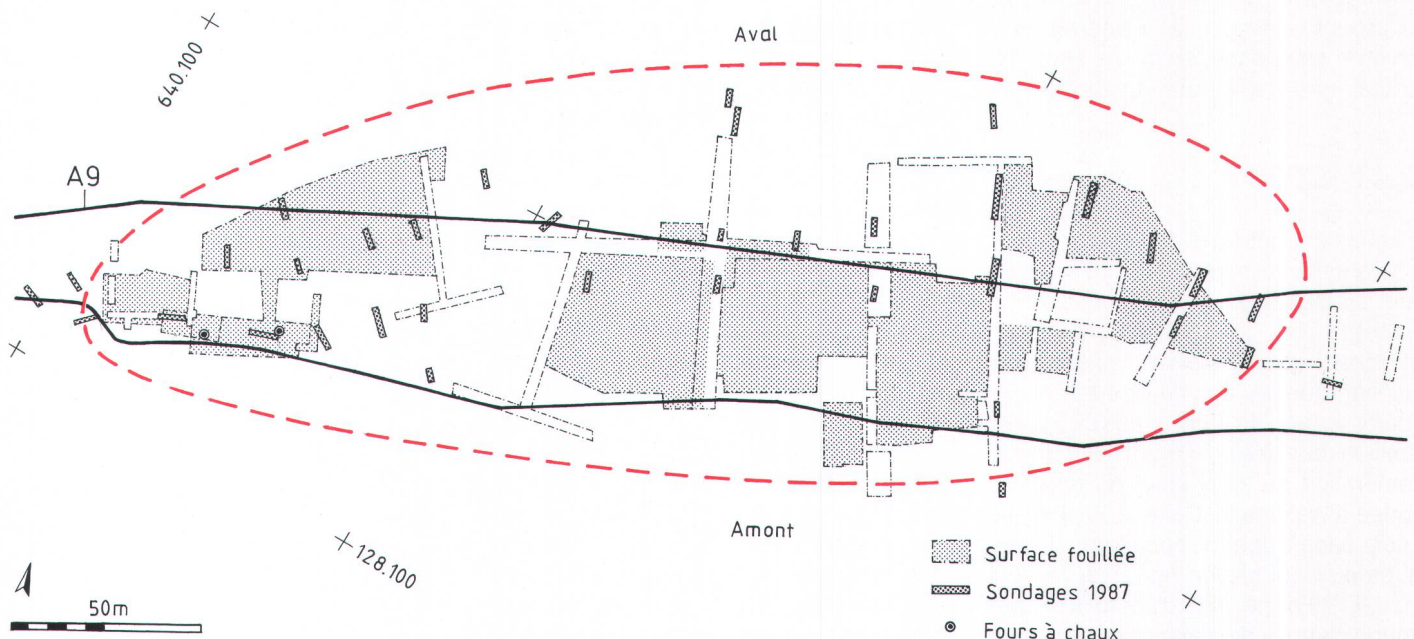 Aval
640.100
A9
Amont
128.100
Surface fouillée
Sondages 1987
Fours à chaux
50m